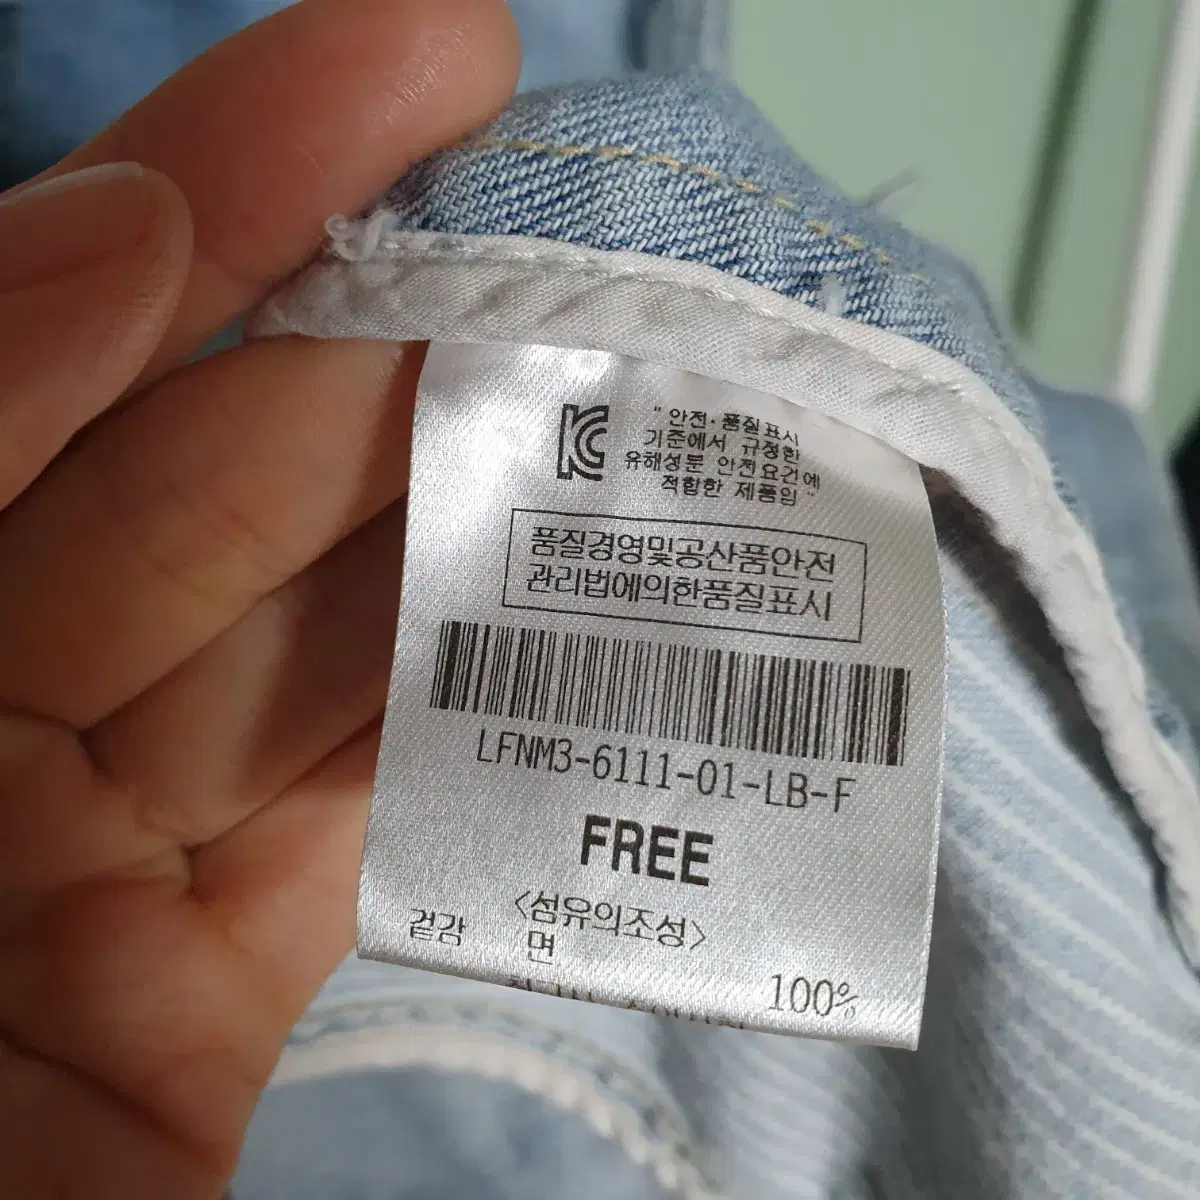 KC
" 안전·품질표시
기준에서 규정한
유해성분 안전요건에
적합한 제품임 "
품질경영및공산품안전
관리법에의한품질표시
LFNM3-6111-01-LB-F
FREE
<섬유의조성>
겉감 면 100%